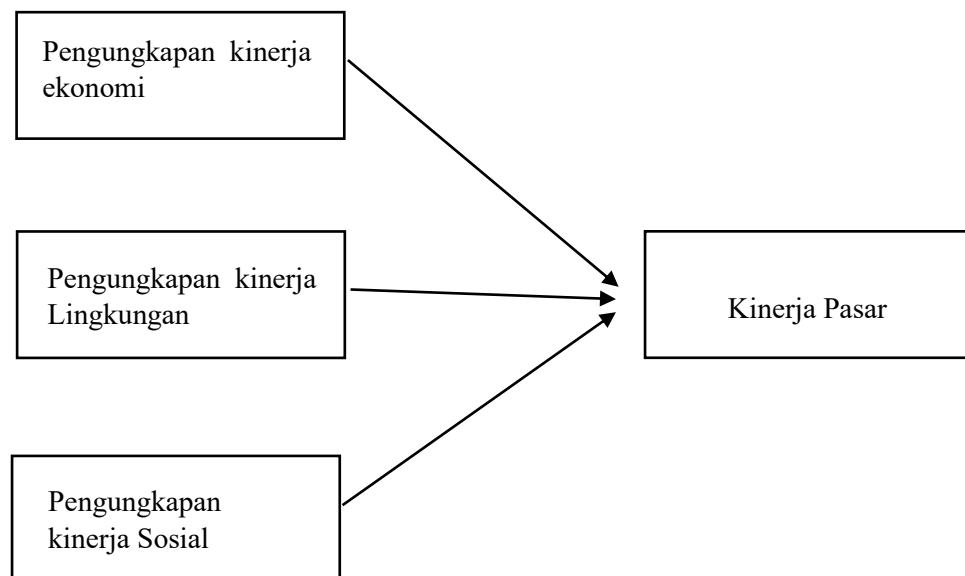 Pengungkapan kinerja
ekonomi
Pengungkapan kinerja
Lingkungan
Kinerja Pasar
Pengungkapan
kinerja Sosial